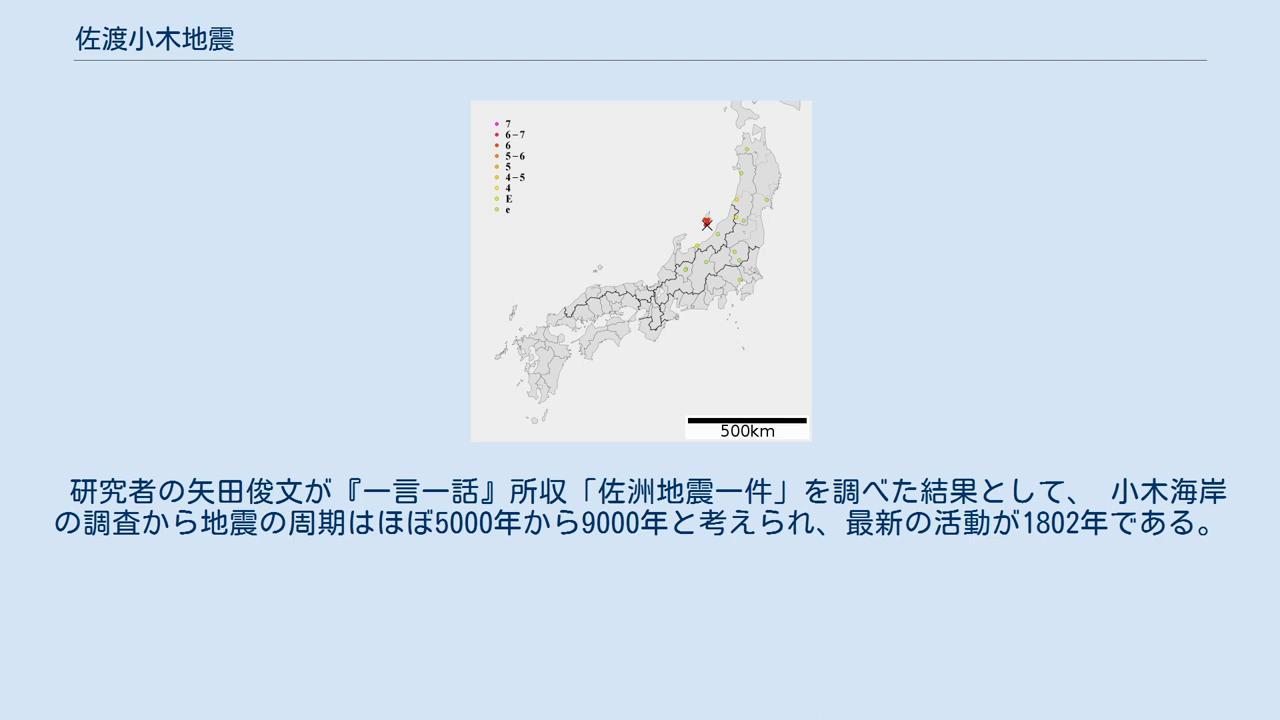 佐渡小木地震
7
6−7
6
5−6
5
4−5
4
E
e
500km
研究者の矢田俊文が『一言一話』所収「佐洲地震一件」を調べた結果として、 小木海岸
の調査から地震の周期はほぼ5000年から9000年と考えられ、最新の活動が1802年である。